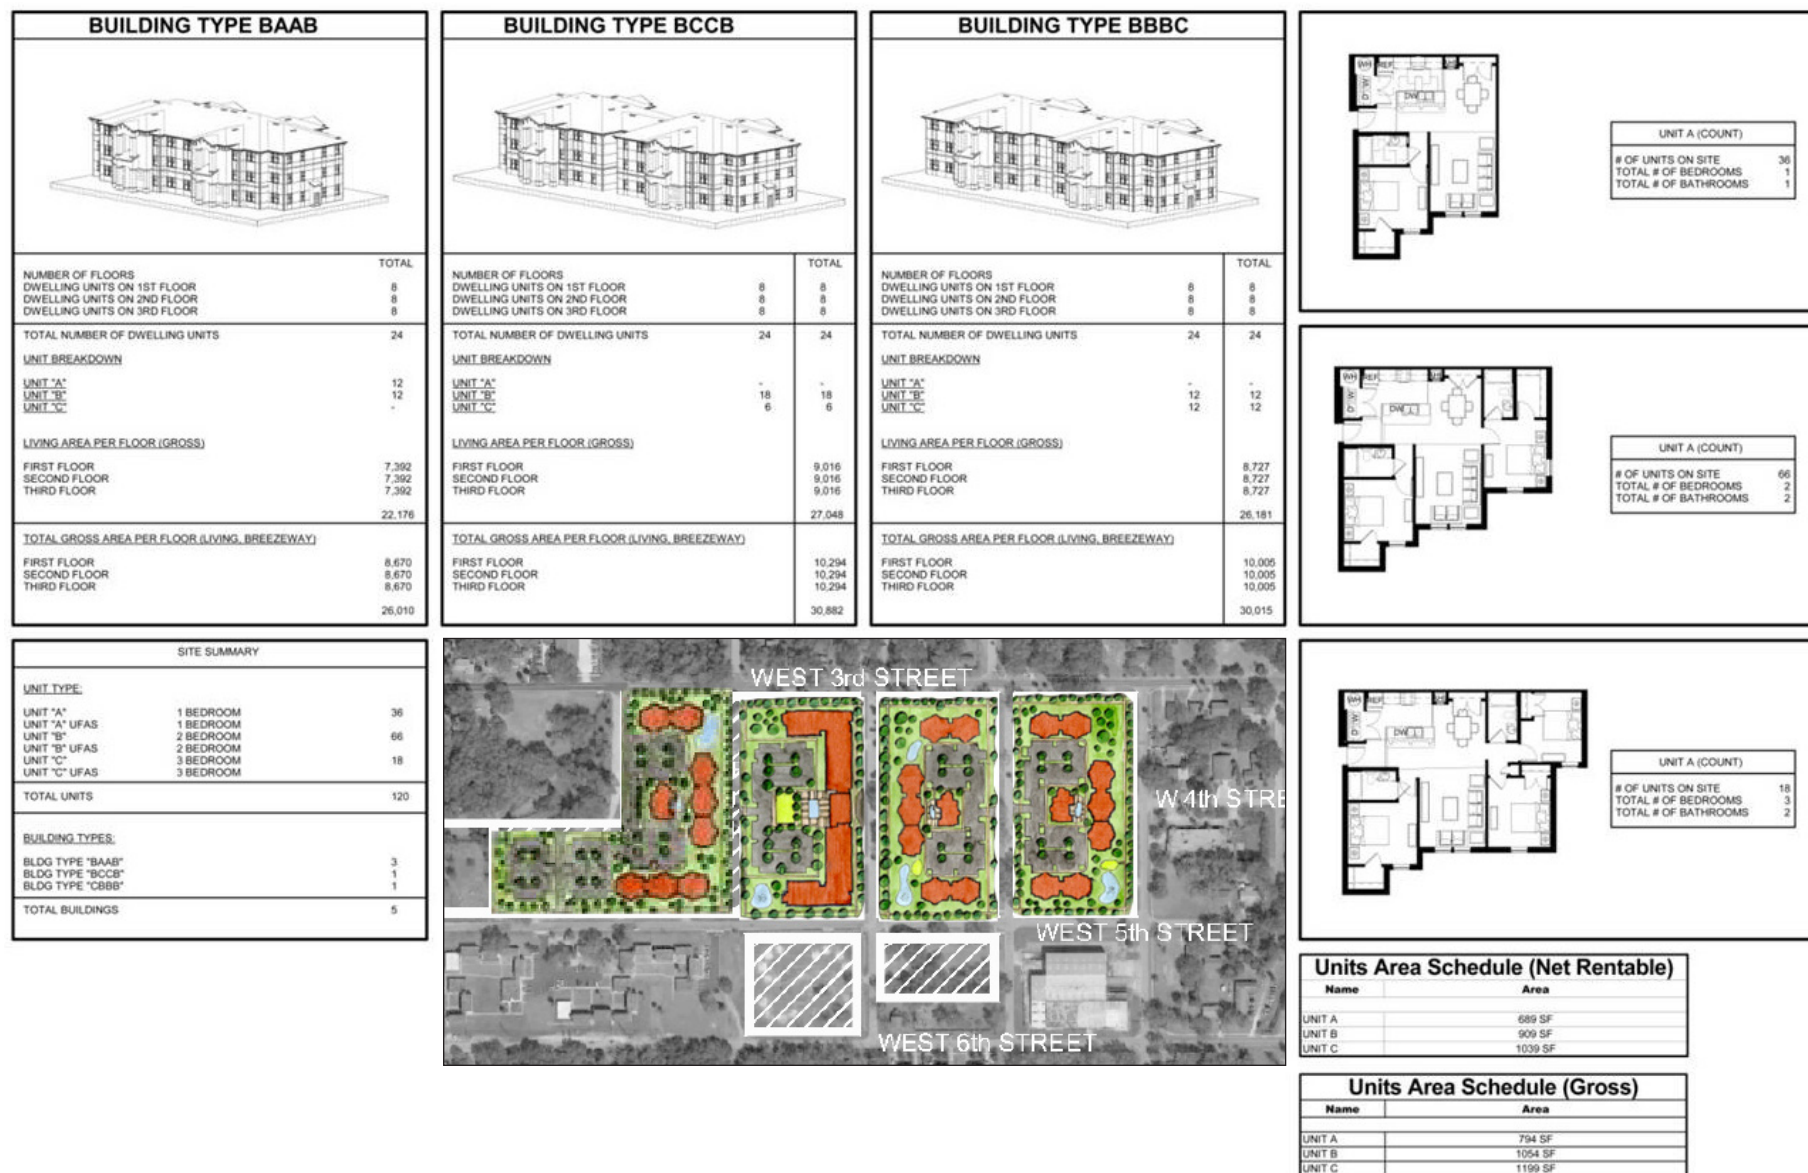 BUILDING TYPE BAAB
TOTAL
NUMBER OF FLOORS
DWELLING UNITS ON 1ST FLOOR 8
DWELLING UNITS ON 2ND FLOOR 8
DWELLING UNITS ON 3RD FLOOR 8
TOTAL NUMBER OF DWELLING UNITS 24
UNIT BREAKDOWN
UNIT "A" 12
UNIT "B" 12
UNIT "C" -
LIVING AREA PER FLOOR (GROSS)
FIRST FLOOR 7,392
SECOND FLOOR 7,392
THIRD FLOOR 7,392
22,176
TOTAL GROSS AREA PER FLOOR (LIVING, BREEZEWAY)
FIRST FLOOR 8,670
SECOND FLOOR 8,670
THIRD FLOOR 8,670
26,010
BUILDING TYPE BCCB
TOTAL
NUMBER OF FLOORS
DWELLING UNITS ON 1ST FLOOR 8 8
DWELLING UNITS ON 2ND FLOOR 8 8
DWELLING UNITS ON 3RD FLOOR 8 8
TOTAL NUMBER OF DWELLING UNITS 24 24
UNIT BREAKDOWN
UNIT "A" - -
UNIT "B" 18 18
UNIT "C" 6 6
LIVING AREA PER FLOOR (GROSS)
FIRST FLOOR 9,016
SECOND FLOOR 9,016
THIRD FLOOR 9,016
27,048
TOTAL GROSS AREA PER FLOOR (LIVING, BREEZEWAY)
FIRST FLOOR 10,294
SECOND FLOOR 10,294
THIRD FLOOR 10,294
30,882
BUILDING TYPE BBBC
TOTAL
NUMBER OF FLOORS
DWELLING UNITS ON 1ST FLOOR 8 8
DWELLING UNITS ON 2ND FLOOR 8 8
DWELLING UNITS ON 3RD FLOOR 8 8
TOTAL NUMBER OF DWELLING UNITS 24 24
UNIT BREAKDOWN
UNIT "A" - -
UNIT "B" 12 12
UNIT "C" 12 12
LIVING AREA PER FLOOR (GROSS)
FIRST FLOOR 8,727
SECOND FLOOR 8,727
THIRD FLOOR 8,727
26,181
TOTAL GROSS AREA PER FLOOR (LIVING, BREEZEWAY)
FIRST FLOOR 10,005
SECOND FLOOR 10,005
THIRD FLOOR 10,005
30,015
WH REF
D W
DW
UNIT A (COUNT)
# OF UNITS ON SITE 36
TOTAL # OF BEDROOMS 1
TOTAL # OF BATHROOMS 1
WH REF
D W
DW
UNIT A (COUNT)
# OF UNITS ON SITE 66
TOTAL # OF BEDROOMS 2
TOTAL # OF BATHROOMS 2
WH REF
D W
DW
UNIT A (COUNT)
# OF UNITS ON SITE 18
TOTAL # OF BEDROOMS 3
TOTAL # OF BATHROOMS 2
SITE SUMMARY
UNIT TYPE:
UNIT "A" 1 BEDROOM 36
UNIT "A" UFAS 1 BEDROOM
UNIT "B" 2 BEDROOM 66
UNIT "B" UFAS 2 BEDROOM
UNIT "C" 3 BEDROOM 18
UNIT "C" UFAS 3 BEDROOM
TOTAL UNITS 120
BUILDING TYPES:
BLDG TYPE "BAAB" 3
BLDG TYPE "BCCB" 1
BLDG TYPE "CBBB" 1
TOTAL BUILDINGS 5
WEST 3rd STREET
W 4th STRE
WEST 5th STREET
WEST 6th STREET
Units Area Schedule (Net Rentable)
Name Area
UNIT A 689 SF
UNIT B 909 SF
UNIT C 1039 SF
Units Area Schedule (Gross)
Name Area
UNIT A 794 SF
UNIT B 1054 SF
UNIT C 1199 SF